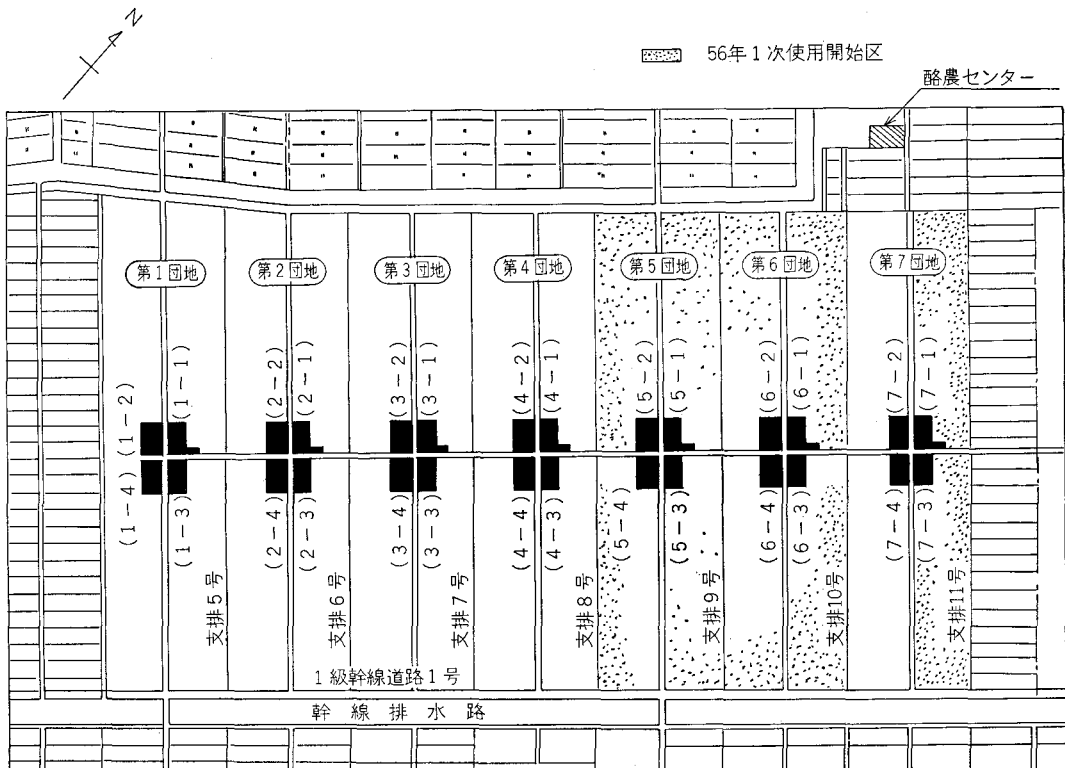 N
56年1次使用開始区
酪農センター
第1団地
第2団地
第3団地
第4団地
第5団地
第6団地
第7団地
(1-2)
(1-1)
(2-2)
(2-1)
(3-2)
(3-1)
(4-2)
(4-1)
(5-2)
(5-1)
(6-2)
(6-1)
(7-2)
(7-1)
(1-4)
(1-3)
(2-4)
(2-3)
(3-4)
(3-3)
(4-4)
(4-3)
(5-4)
(5-3)
(6-4)
(6-3)
(7-4)
(7-3)
支排5号
支排6号
支排7号
支排8号
支排9号
支排10号
支排11号
1級幹線道路1号
幹線排水路